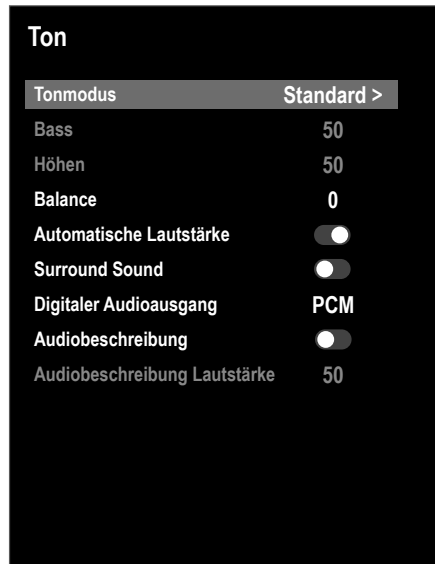 Ton
Tonmodus Standard >
Bass 50
Höhen 50
Balance 0
Automatische Lautstärke
Surround Sound
Digitaler Audioausgang PCM
Audiobeschreibung
Audiobeschreibung Lautstärke 50